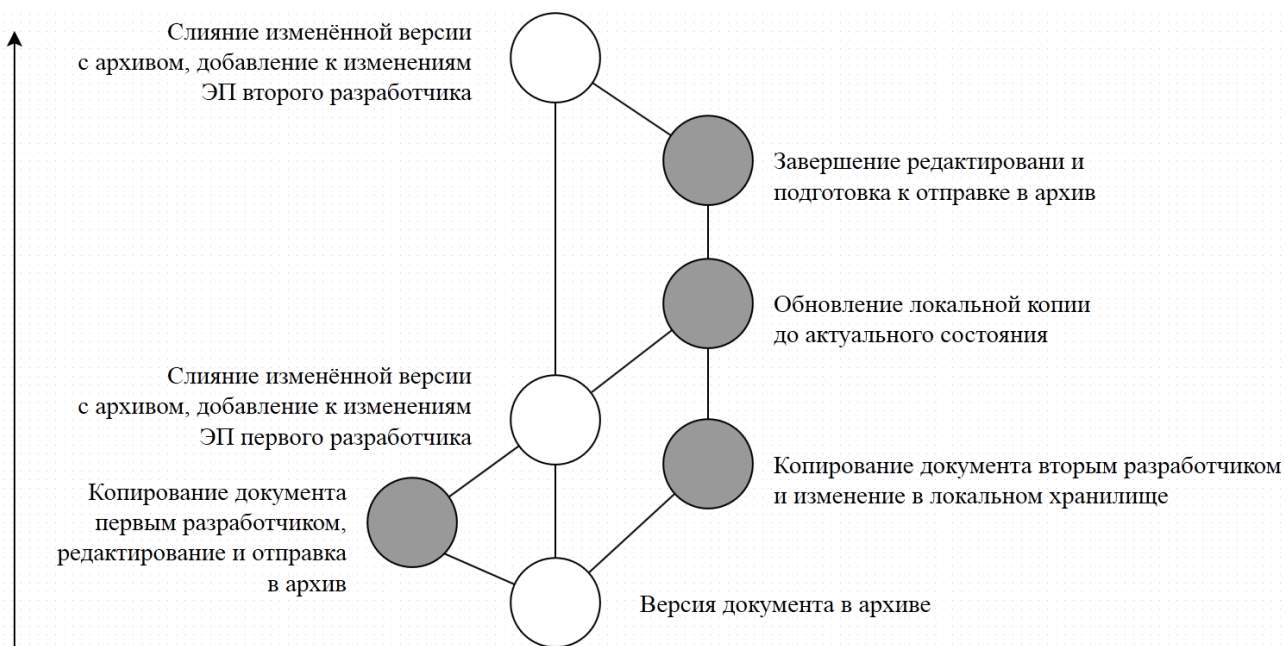 Слияние изменённой версии
с архивом, добавление к изменениям
ЭП второго разработчика
Завершение редактировани и
подготовка к отправке в архив
Обновление локальной копии
до актуального состояния
Слияние изменённой версии
с архивом, добавление к изменениям
ЭП первого разработчика
Копирование документа вторым разработчиком
и изменение в локальном хранилище
Копирование документа
первым разработчиком,
редактирование и отправка
в архив
Версия документа в архиве